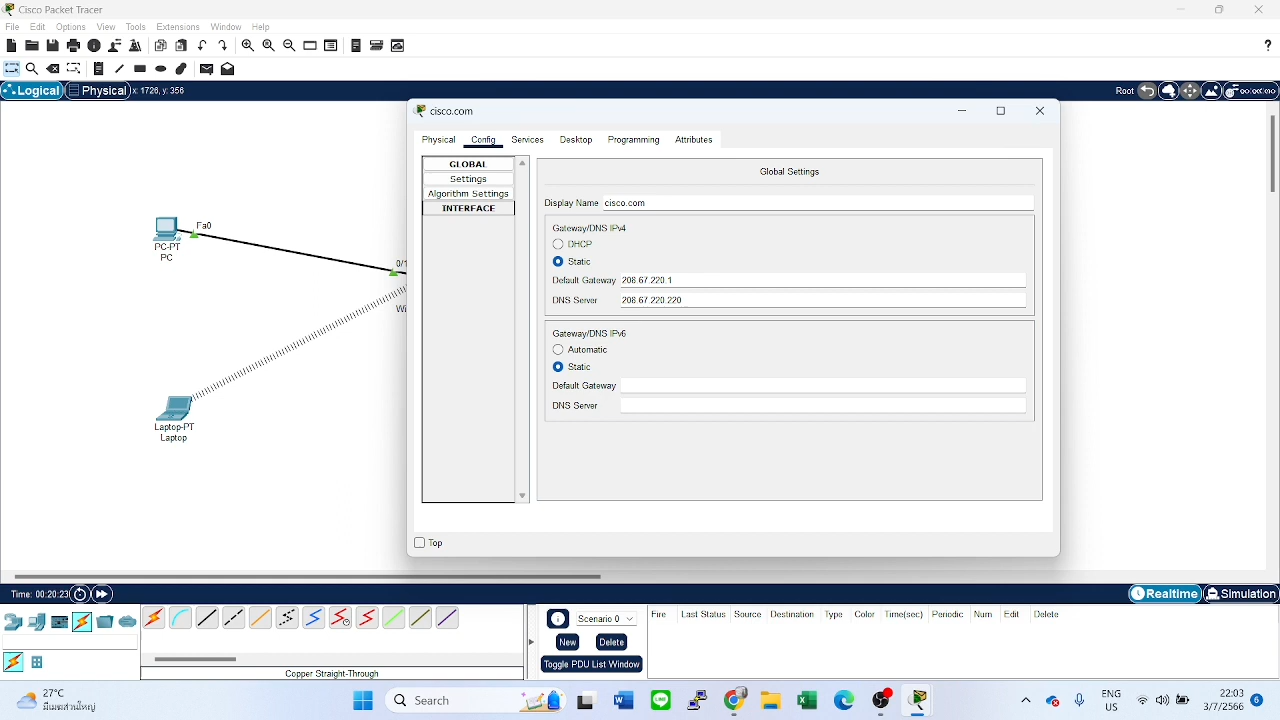 Cisco Packet Tracer
File Edit Options View Tools Extensions Window Help
?
Logical Physical x: 1726, y: 356 Root 00:00:00
cisco.com
Physical Config Services Desktop Programming Attributes
GLOBAL
Settings
Algorithm Settings
INTERFACE
Global Settings
Display Name cisco.com
Gateway/DNS IPv4
DHCP
Static
Default Gateway 208.67.220.1
DNS Server 208.67.220.220
Gateway/DNS IPv6
Automatic
Static
Default Gateway
DNS Server
Top
Fa0
PC-PT
PC
0/1
Wi
Laptop-PT
Laptop
Time: 00:20:23 Realtime Simulation
Scenario 0
New Delete
Toggle PDU List Window
Fire Last Status Source Destination Type Color Time(sec) Periodic Num Edit Delete
Copper Straight-Through
27°C
Search
ENG
US
22:03
3/7/2566
6